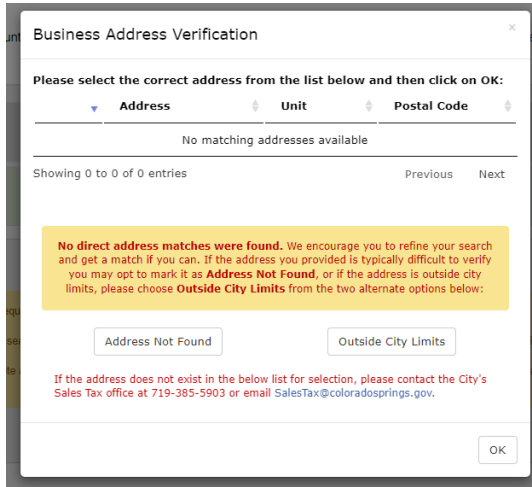 Business Address Verification
×
Please select the correct address from the list below and then click on OK:
Address Unit Postal Code
No matching addresses available
Showing 0 to 0 of 0 entries Previous Next
No direct address matches were found. We encourage you to refine your search
and get a match if you can. If the address you provided is typically difficult to verify
you may opt to mark it as Address Not Found, or if the address is outside city
limits, please choose Outside City Limits from the two alternate options below:
Address Not Found Outside City Limits
If the address does not exist in the below list for selection, please contact the City's
Sales Tax office at 719-385-5903 or email SalesTax@coloradosprings.gov.
OK